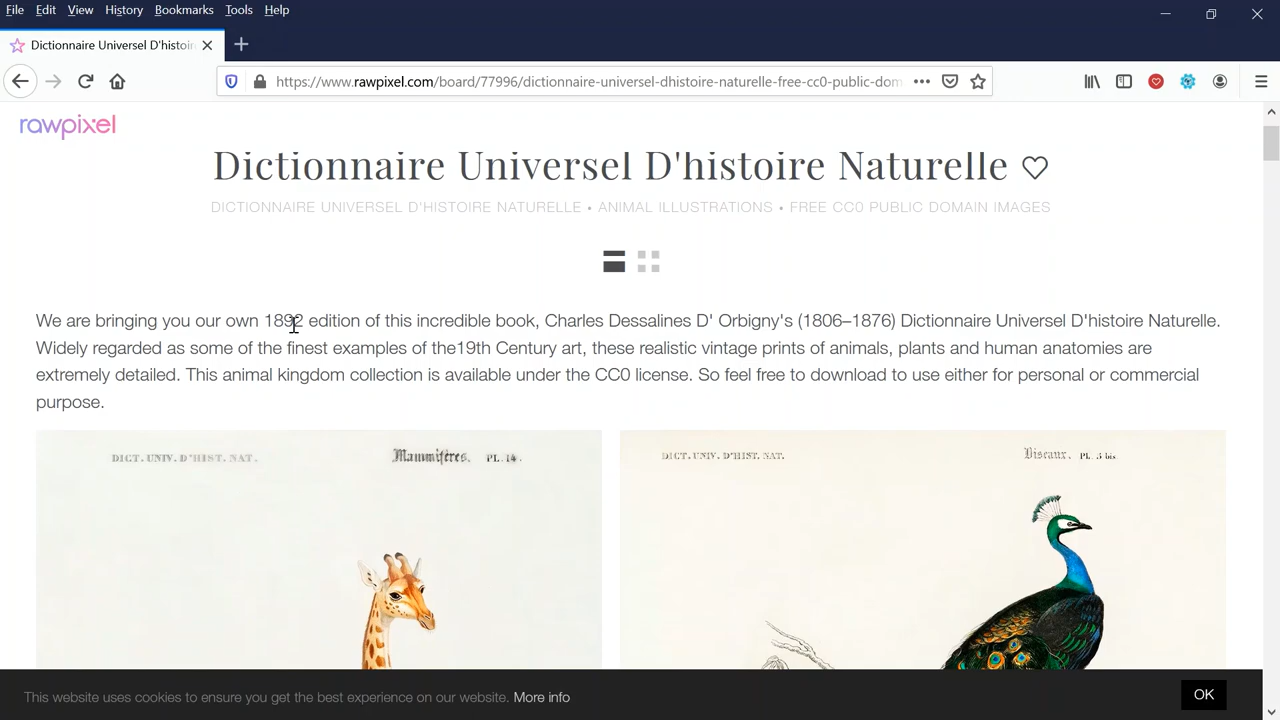 File Edit View History Bookmarks Tools Help
Dictionnaire Universel D'histoir
https://www.rawpixel.com/board/77996/dictionnaire-universel-dhistoire-naturelle-free-cc0-public-dom
rawpixel
Dictionnaire Universel D'histoire Naturelle
DICTIONNAIRE UNIVERSEL D'HISTOIRE NATURELLE • ANIMAL ILLUSTRATIONS • FREE CC0 PUBLIC DOMAIN IMAGES
We are bringing you our own 1892 edition of this incredible book, Charles Dessalines D' Orbigny's (1806–1876) Dictionnaire Universel D'histoire Naturelle.
Widely regarded as some of the finest examples of the19th Century art, these realistic vintage prints of animals, plants and human anatomies are
extremely detailed. This animal kingdom collection is available under the CC0 license. So feel free to download to use either for personal or commercial
purpose.
DICT. UNIV. D'HIST. NAT. Mammifères. PL. 14.
DICT. UNIV. D'HIST. NAT. Oiseaux. Pl. 5 bis.
This website uses cookies to ensure you get the best experience on our website. More info
OK